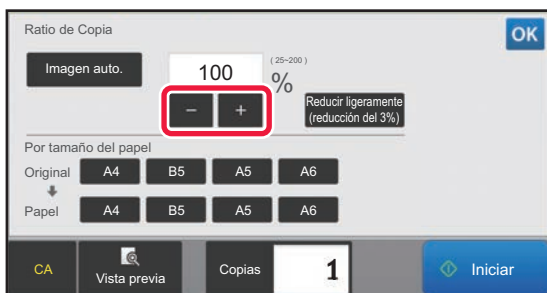 Ratio de Copia
OK
Imagen auto.
100
( 25~200 )
%
− +
Reducir ligeramente
(reducción del 3%)
Por tamaño del papel
Original A4 B5 A5 A6
Papel A4 B5 A5 A6
CA
Vista previa
Copias
1
Iniciar